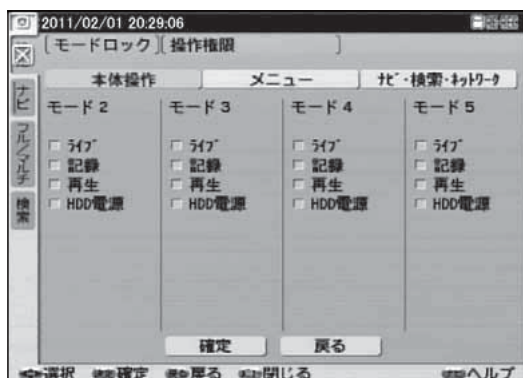 2011/02/01 20:29:06
[モードロック][操作権限]
本体操作 メニュー ﾅﾋﾞ･検索･ﾈｯﾄﾜｰｸ
ナビ
フル/マルチ
検索
モード2 モード3 モード4 モード5
ﾗｲﾌﾞ ﾗｲﾌﾞ ﾗｲﾌﾞ ﾗｲﾌﾞ
記録 記録 記録 記録
再生 再生 再生 再生
HDD電源 HDD電源 HDD電源 HDD電源
確定 戻る
選択 確定 戻る 閉じる ヘルプ